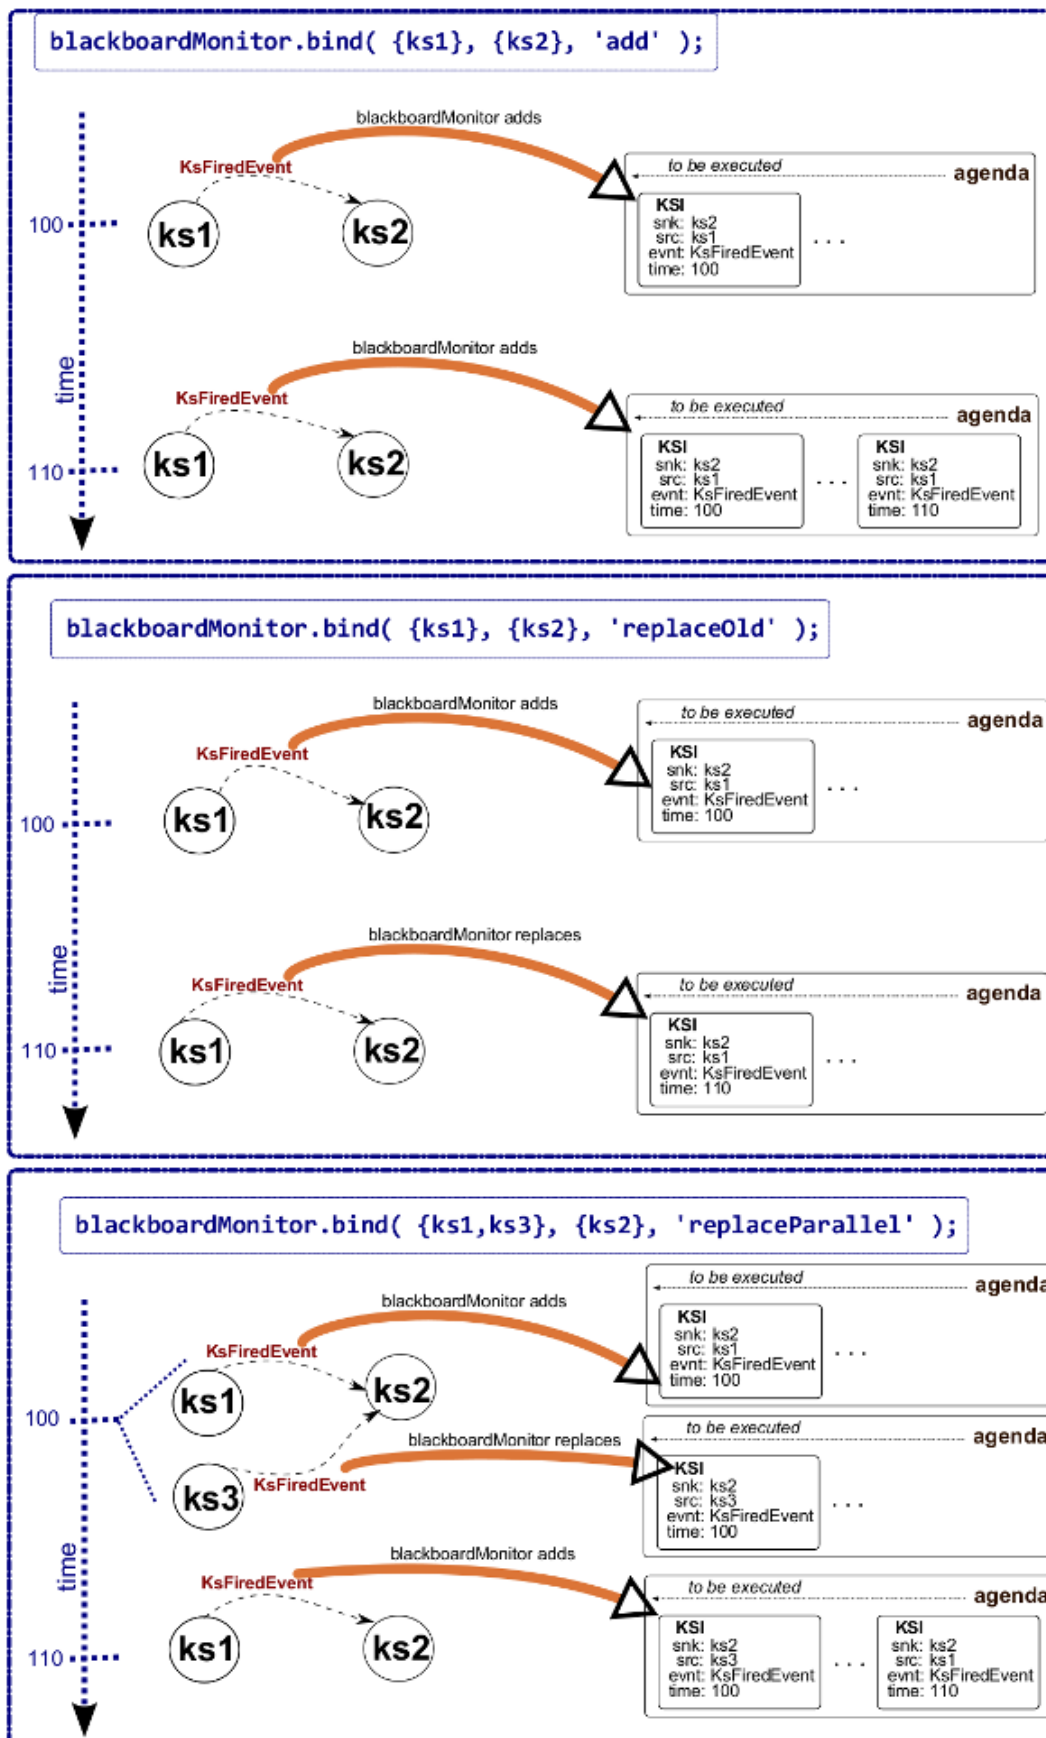 blackboardMonitor.bind( {ks1}, {ks2}, 'add' );
blackboardMonitor adds
KsFiredEvent
to be executed
agenda
100
ks1
ks2
KSI
snk: ks2
src: ks1
evnt: KsFiredEvent
time: 100
. . .
time
blackboardMonitor adds
KsFiredEvent
to be executed
agenda
110
ks1
ks2
KSI
snk: ks2
src: ks1
evnt: KsFiredEvent
time: 100
. . .
KSI
snk: ks2
src: ks1
evnt: KsFiredEvent
time: 110
blackboardMonitor.bind( {ks1}, {ks2}, 'replaceOld' );
blackboardMonitor adds
KsFiredEvent
to be executed
agenda
100
ks1
ks2
KSI
snk: ks2
src: ks1
evnt: KsFiredEvent
time: 100
. . .
time
blackboardMonitor replaces
KsFiredEvent
to be executed
agenda
110
ks1
ks2
KSI
snk: ks2
src: ks1
evnt: KsFiredEvent
time: 110
. . .
blackboardMonitor.bind( {ks1,ks3}, {ks2}, 'replaceParallel' );
blackboardMonitor adds
KsFiredEvent
to be executed
agenda
100
ks1
ks2
KSI
snk: ks2
src: ks1
evnt: KsFiredEvent
time: 100
. . .
blackboardMonitor replaces
KsFiredEvent
ks3
to be executed
agenda
KSI
snk: ks2
src: ks3
evnt: KsFiredEvent
time: 100
. . .
time
blackboardMonitor adds
KsFiredEvent
to be executed
agenda
110
ks1
ks2
KSI
snk: ks2
src: ks3
evnt: KsFiredEvent
time: 100
. . .
KSI
snk: ks2
src: ks1
evnt: KsFiredEvent
time: 110